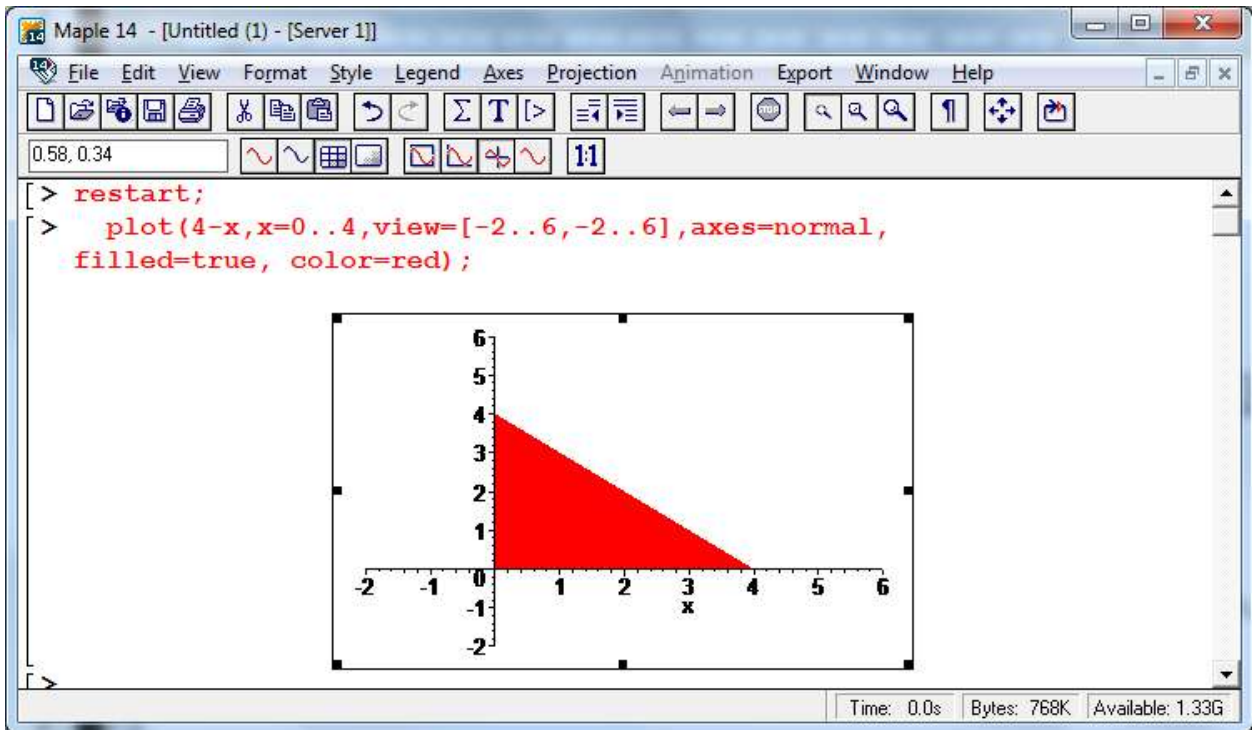 Maple 14 - [Untitled (1) - [Server 1]]
File Edit View Format Style Legend Axes Projection Animation Export Window Help
Σ T [> STOP ¶
0.58, 0.34 1:1
[> restart;
[> plot(4-x,x=0..4,view=[-2..6,-2..6],axes=normal,
filled=true, color=red);
6
5
4
3
2
1
-2 -1 0 1 2 3 4 5 6
x
-1
-2
[>
Time: 0.0s Bytes: 768K Available: 1.33G